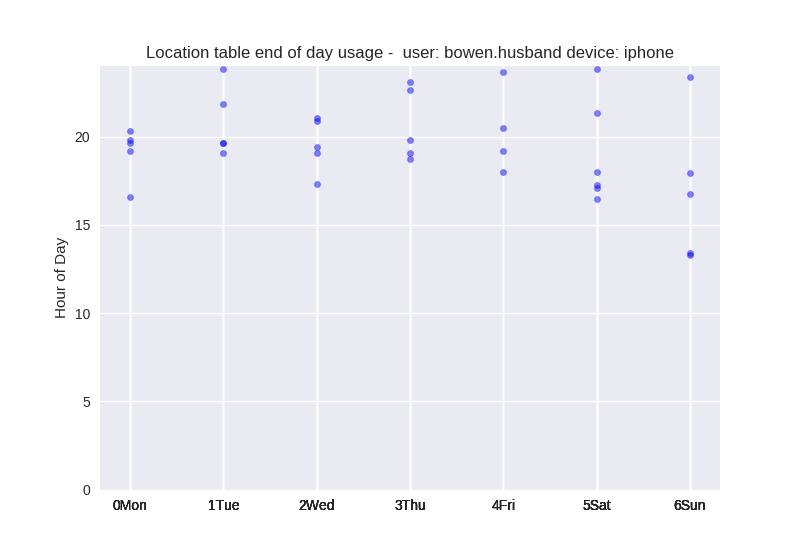 Location table end of day usage -  user: bowen.husband device: iphone
Hour of Day
20
15
10
5
0
0Mon 1Tue 2Wed 3Thu 4Fri 5Sat 6Sun